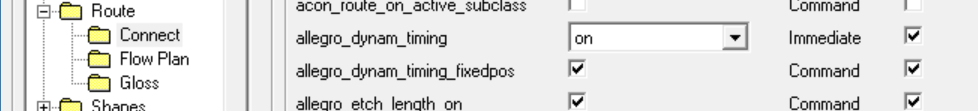 Route
Connect
Flow Plan
Gloss
Shapes
acon_route_on_active_subclass Command
allegro_dynam_timing on Immediate
allegro_dynam_timing_fixedpos Command
allegro_etch_length_on Command